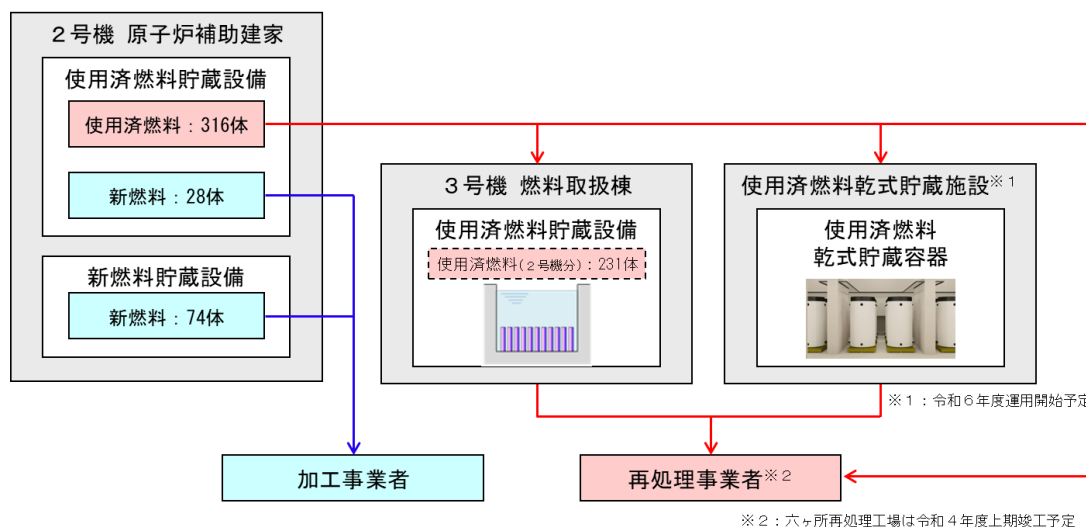 ２号機 原子炉補助建家
使用済燃料貯蔵設備
使用済燃料：316体
新燃料：28体
新燃料貯蔵設備
新燃料：74体
３号機 燃料取扱棟
使用済燃料貯蔵設備
使用済燃料(２号機分)：231体
使用済燃料乾式貯蔵施設※１
使用済燃料
乾式貯蔵容器
※１：令和６年度運用開始予定
加工事業者
再処理事業者※２
※２：六ヶ所再処理工場は令和４年度上期竣工予定